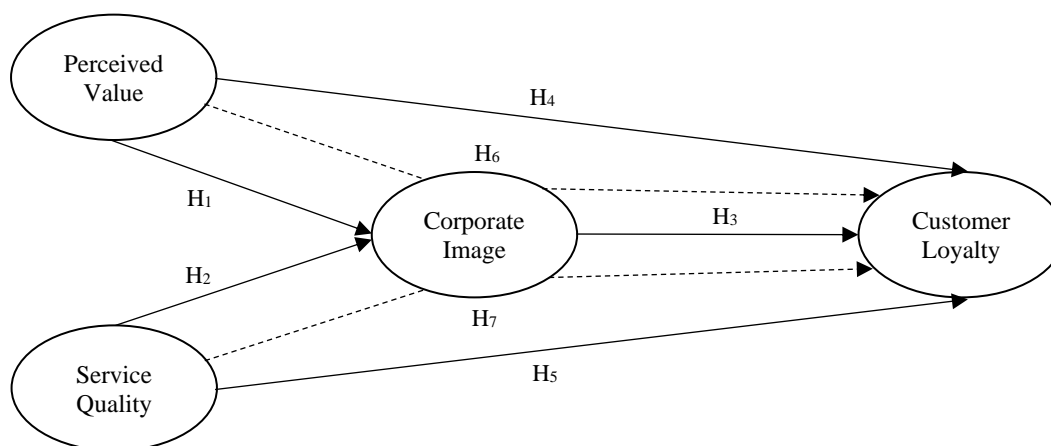 Perceived
Value
H4
H6
H1
Corporate
Image
H3
Customer
Loyalty
H2
H7
Service
Quality
H5